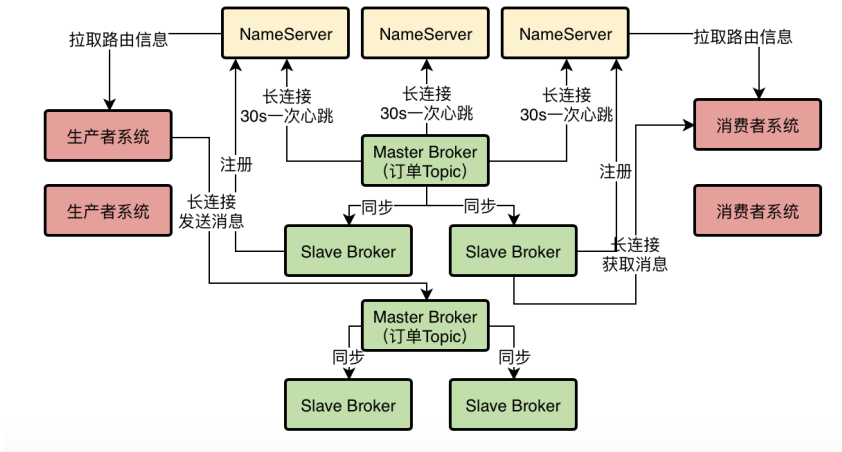 NameServer
NameServer
NameServer
拉取路由信息
拉取路由信息
长连接
30s一次心跳
长连接
30s一次心跳
长连接
30s一次心跳
生产者系统
消费者系统
Master Broker
(订单Topic)
注册
注册
生产者系统
长连接
发送消息
同步
同步
消费者系统
Slave Broker
Slave Broker
长连接
获取消息
Master Broker
(订单Topic)
同步
同步
Slave Broker
Slave Broker